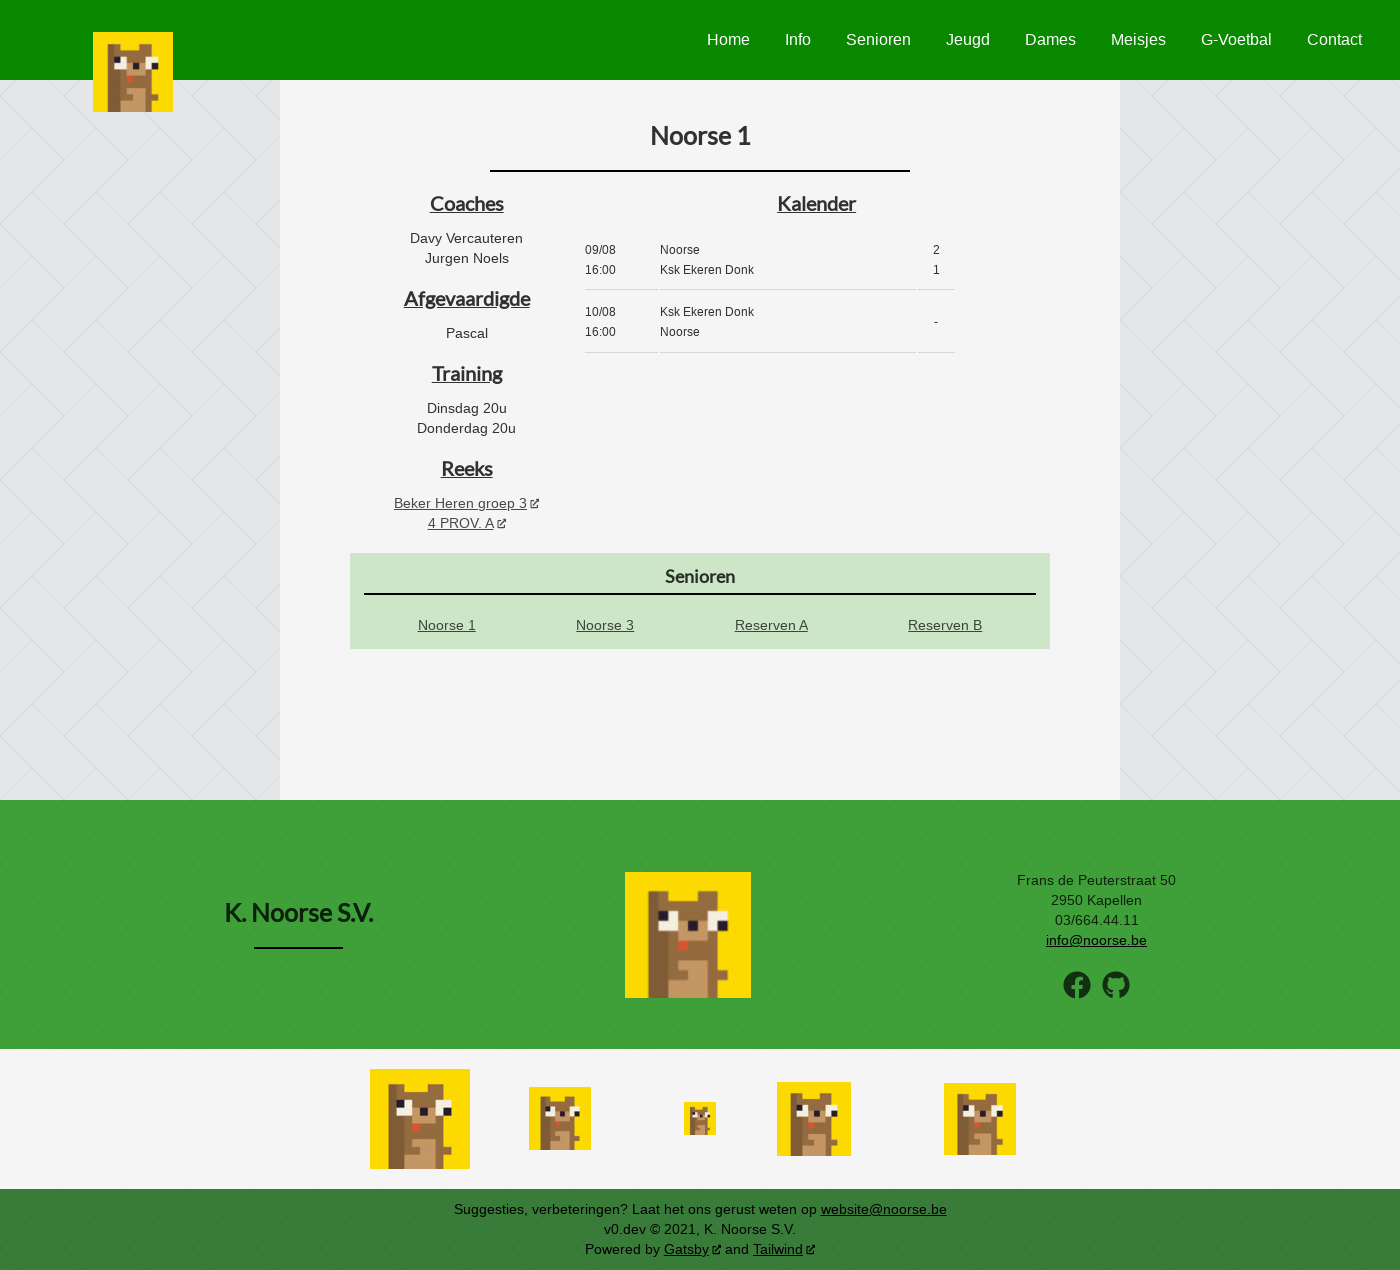 Home Info Senioren Jeugd Dames Meisjes G-Voetbal Contact
Noorse 1
Coaches
Davy Vercauteren
Jurgen Noels
Afgevaardigde
Pascal
Training
Dinsdag 20u
Donderdag 20u
Reeks
Beker Heren groep 3
4 PROV. A
Kalender
09/08 Noorse 2
16:00 Ksk Ekeren Donk 1
10/08 Ksk Ekeren Donk
-
16:00 Noorse
Senioren
Noorse 1 Noorse 3 Reserven A Reserven B
K. Noorse S.V.
Frans de Peuterstraat 50
2950 Kapellen
03/664.44.11
info@noorse.be
Suggesties, verbeteringen? Laat het ons gerust weten op website@noorse.be
v0.dev © 2021, K. Noorse S.V.
Powered by Gatsby and Tailwind